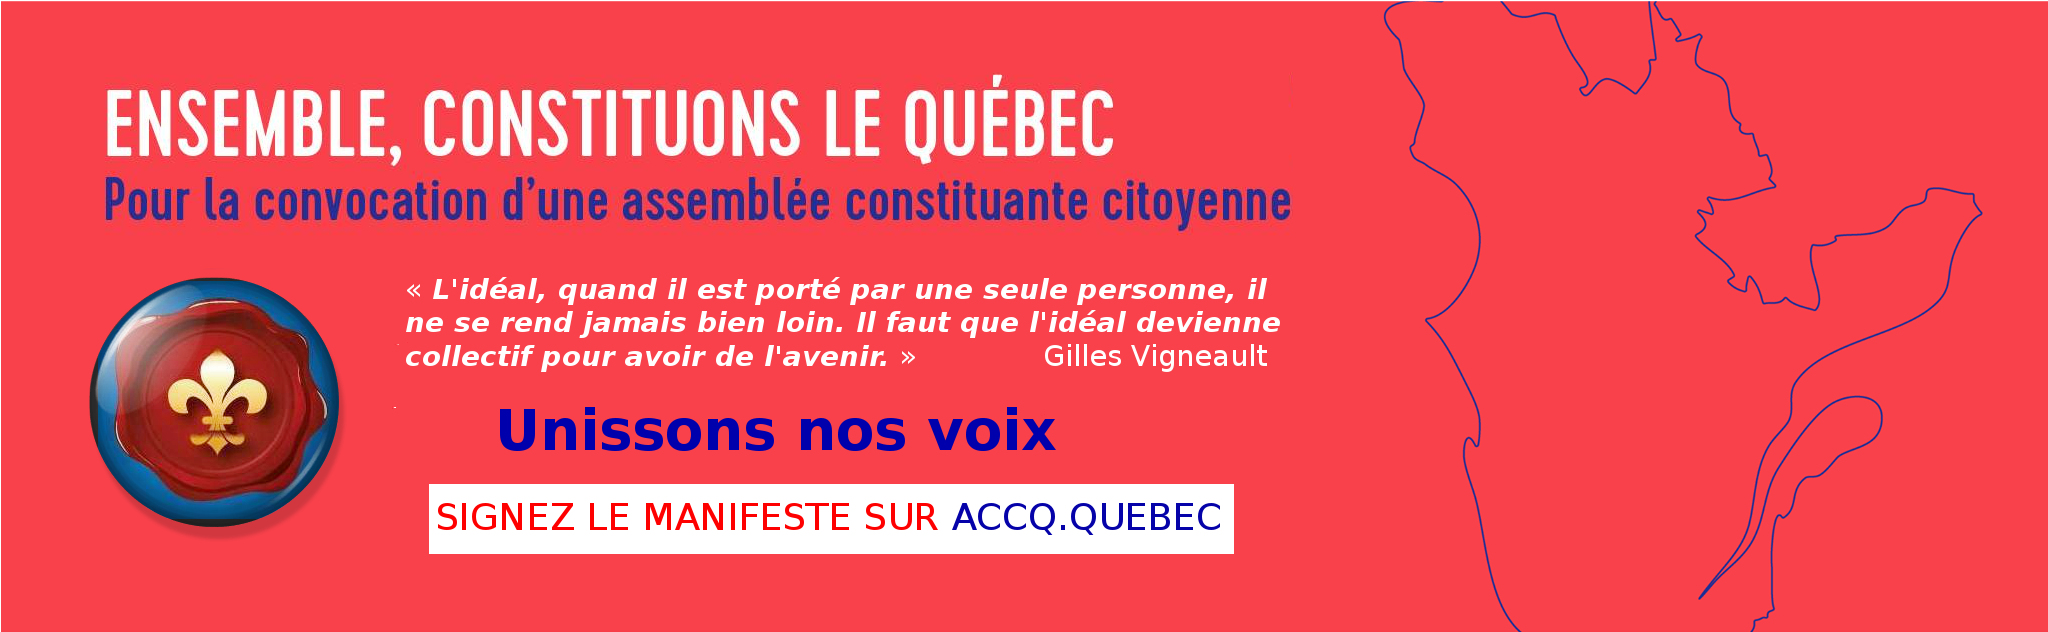 ENSEMBLE, CONSTITUONS LE QUÉBEC
Pour la convocation d’une assemblée constituante citoyenne
« L'idéal, quand il est porté par une seule personne, il
ne se rend jamais bien loin. Il faut que l'idéal devienne
collectif pour avoir de l'avenir. » Gilles Vigneault
Unissons nos voix
SIGNEZ LE MANIFESTE SUR ACCQ.QUEBEC